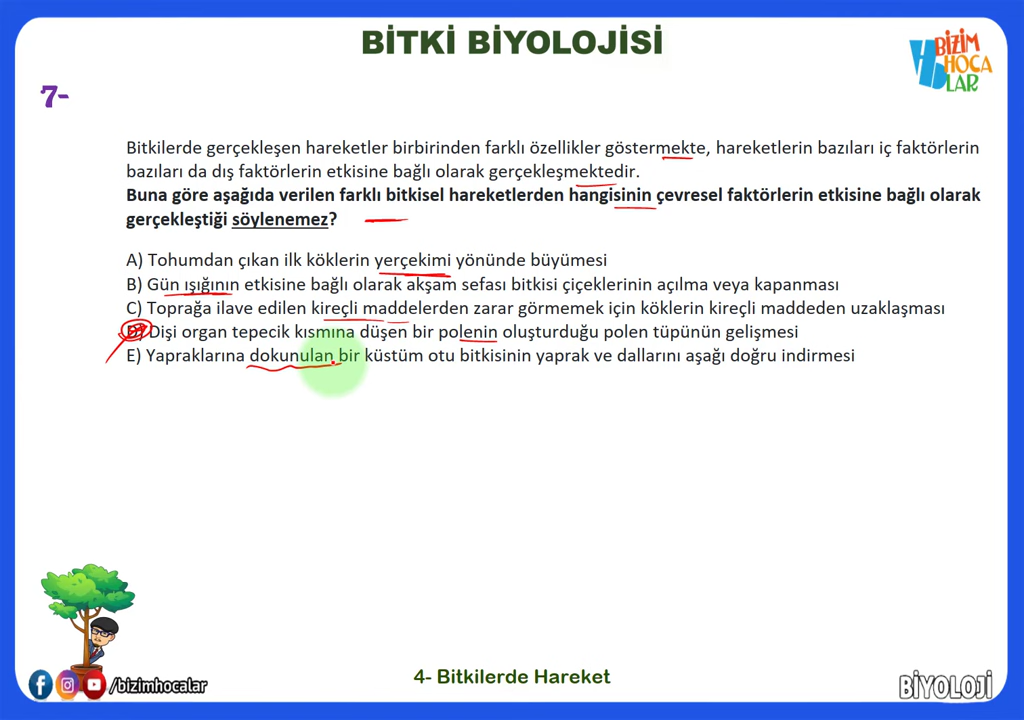 BİTKİ BİYOLOJİSİ
BİZİM
HOCA
LAR
7-
Bitkilerde gerçekleşen hareketler birbirinden farklı özellikler göstermekte, hareketlerin bazıları iç faktörlerin
bazıları da dış faktörlerin etkisine bağlı olarak gerçekleşmektedir.
Buna göre aşağıda verilen farklı bitkisel hareketlerden hangisinin çevresel faktörlerin etkisine bağlı olarak
gerçekleştiği söylenemez?
A) Tohumdan çıkan ilk köklerin yerçekimi yönünde büyümesi
B) Gün ışığının etkisine bağlı olarak akşam sefası bitkisi çiçeklerinin açılma veya kapanması
C) Toprağa ilave edilen kireçli maddelerden zarar görmemek için köklerin kireçli maddeden uzaklaşması
D) Dişi organ tepecik kısmına düşen bir polenin oluşturduğu polen tüpünün gelişmesi
E) Yapraklarına dokunulan bir küstüm otu bitkisinin yaprak ve dallarını aşağı doğru indirmesi
/bizimhocalar
4- Bitkilerde Hareket
BİYOLOJİ